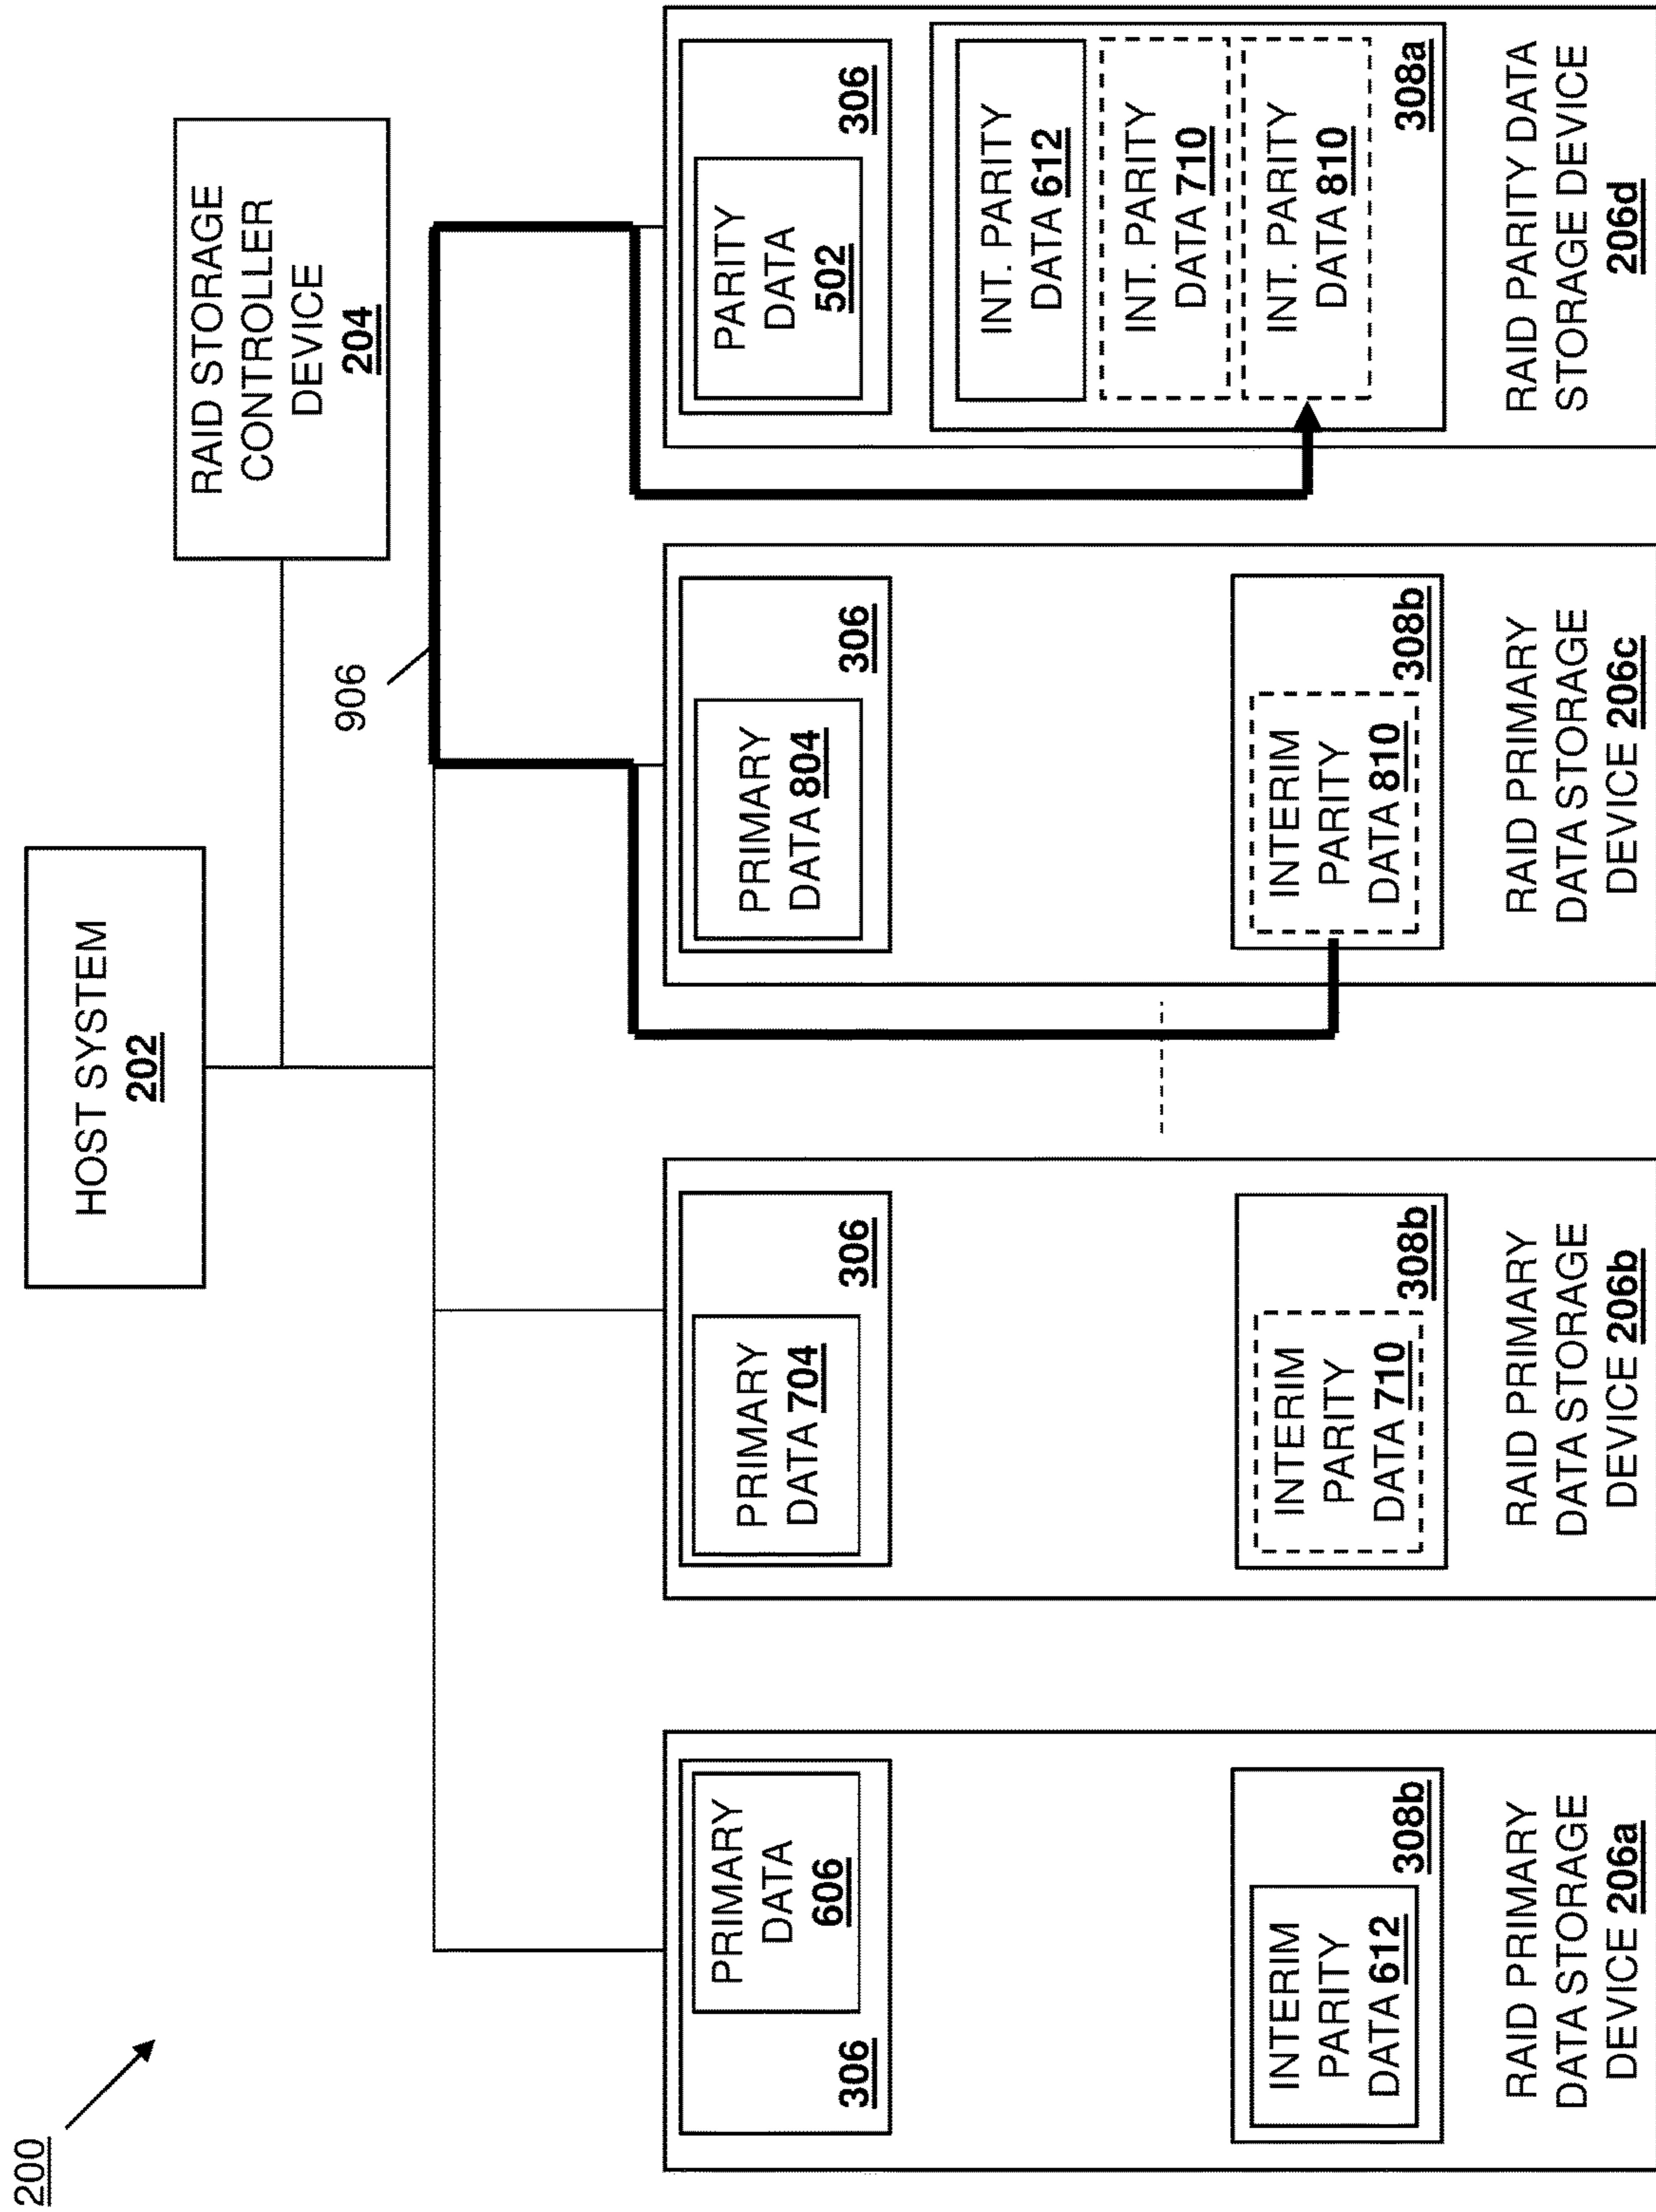 200
HOST SYSTEM
202
RAID STORAGE
CONTROLLER
DEVICE
204
906
PRIMARY
DATA
606
306
INTERIM
PARITY
DATA 612
308b
RAID PRIMARY
DATA STORAGE
DEVICE 206a
PRIMARY
DATA 704
306
INTERIM
PARITY
DATA 710
308b
RAID PRIMARY
DATA STORAGE
DEVICE 206b
PRIMARY
DATA 804
306
INTERIM
PARITY
DATA 810
308b
RAID PRIMARY
DATA STORAGE
DEVICE 206c
PARITY
DATA
502
306
INT. PARITY
DATA 612
INT. PARITY
DATA 710
INT. PARITY
DATA 810
308a
RAID PARITY DATA
STORAGE DEVICE
206d